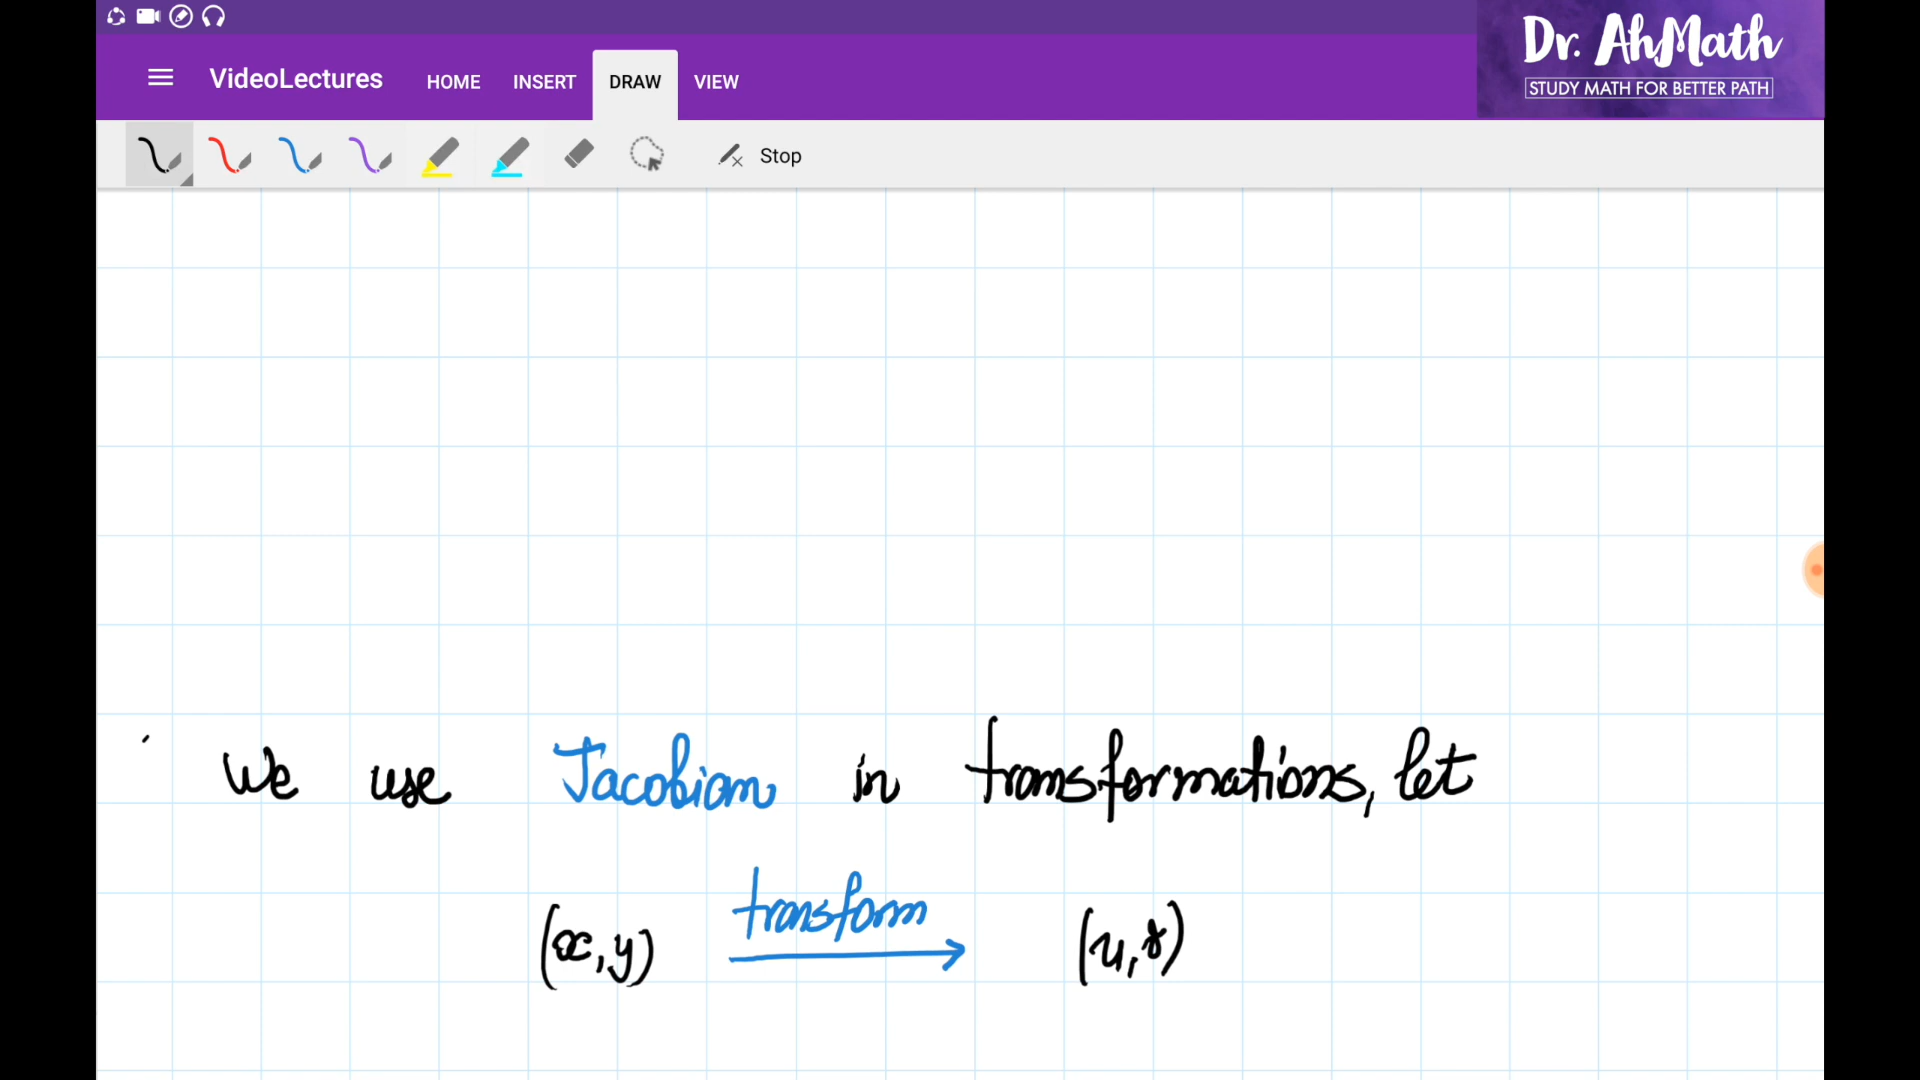 Dr. AhMath
STUDY MATH FOR BETTER PATH
VideoLectures HOME INSERT DRAW VIEW
Stop
We use Jacobian in transformations, let
(x,y) transform (u,v)